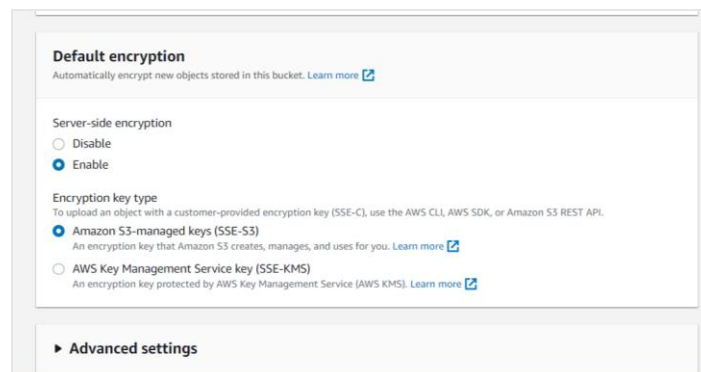 Default encryption
Automatically encrypt new objects stored in this bucket. Learn more
Server-side encryption
Disable
Enable
Encryption key type
To upload an object with a customer-provided encryption key (SSE-C), use the AWS CLI, AWS SDK, or Amazon S3 REST API.
Amazon S3-managed keys (SSE-S3)
An encryption key that Amazon S3 creates, manages, and uses for you. Learn more
AWS Key Management Service key (SSE-KMS)
An encryption key protected by AWS Key Management Service (AWS KMS). Learn more
Advanced settings